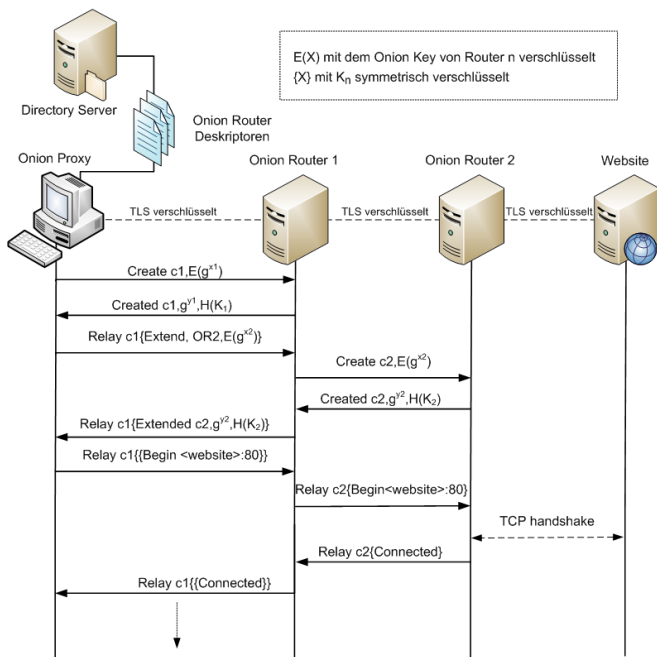 E(X) mit dem Onion Key von Router n verschlüsselt
{X} mit Kₙ symmetrisch verschlüsselt
Directory Server
Onion Router
Deskriptoren
Onion Proxy
Onion Router 1
Onion Router 2
Website
TLS verschlüsselt
TLS verschlüsselt
TLS verschlüsselt
Create c1,E(gˣ¹)
Created c1,gʸ¹,H(K₁)
Relay c1{Extend, OR2,E(gˣ²)}
Create c2,E(gˣ²)
Created c2,gʸ²,H(K₂)
Relay c1{Extended c2,gʸ²,H(K₂)}
Relay c1{{Begin <website>:80}}
Relay c2{Begin<website>:80}
TCP handshake
Relay c2{Connected}
Relay c1{{Connected}}